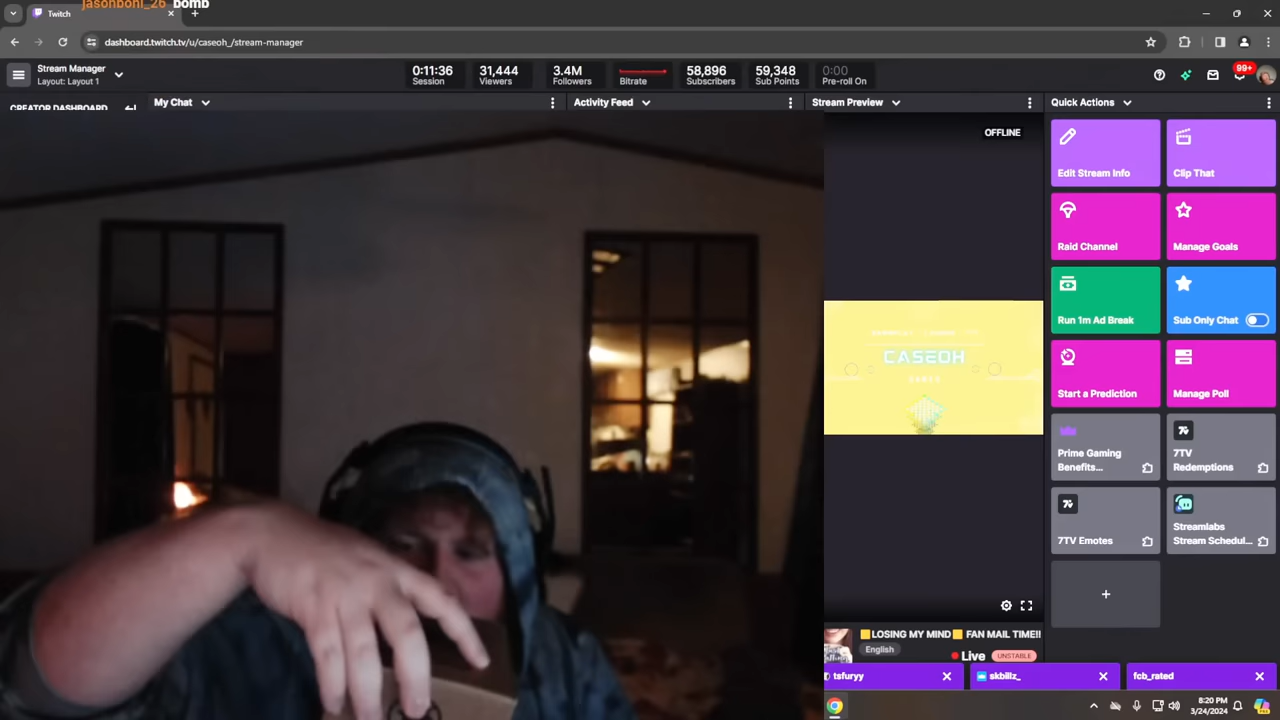 jasonboni_26 bomb
Twitch
dashboard.twitch.tv/u/caseoh_/stream-manager
Stream Manager
Layout: Layout 1
0:11:36
Session
31,444
Viewers
3.4M
Followers
Bitrate
58,896
Subscribers
59,348
Sub Points
0:00
Pre-roll On
99+
CREATOR DASHBOARD
My Chat
Activity Feed
Stream Preview
Quick Actions
OFFLINE
Edit Stream Info
Clip That
Raid Channel
Manage Goals
Run 1m Ad Break
Sub Only Chat
Start a Prediction
Manage Poll
Prime Gaming
Benefits...
7TV
Redemptions
7TV Emotes
Streamlabs
Stream Schedul...
+
CASEOH
GAMES
🟨LOSING MY MIND🟨 FAN MAIL TIME!!
English
Live
UNSTABLE
tsfuryy
skbillz_
fcb_rated
8:20 PM
3/24/2024